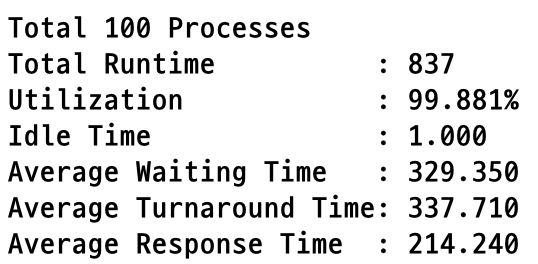 Total 100 Processes
Total Runtime          : 837
Utilization            : 99.881%
Idle Time              : 1.000
Average Waiting Time   : 329.350
Average Turnaround Time: 337.710
Average Response Time  : 214.240